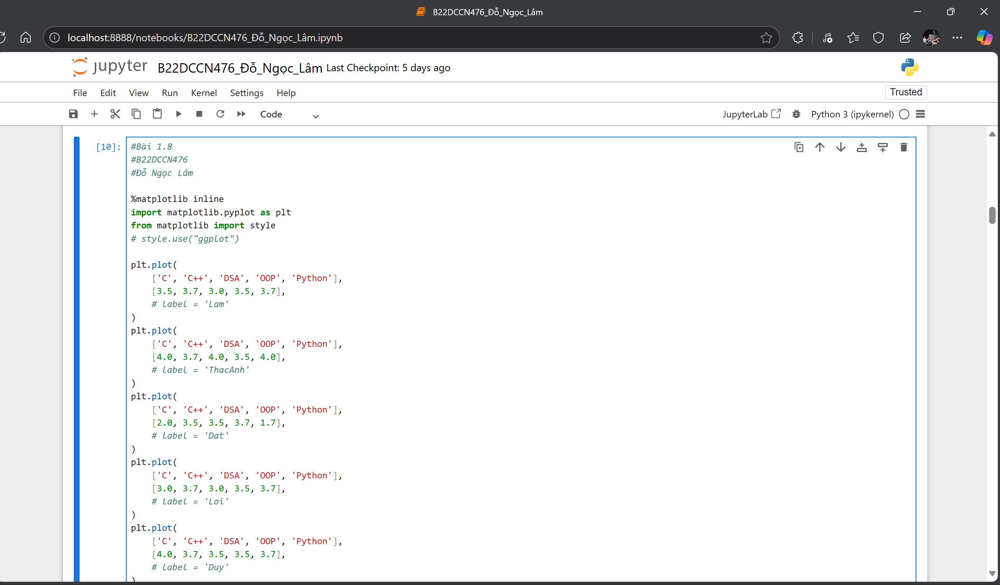 B22DCCN476_Đỗ_Ngọc_Lâm
localhost:8888/notebooks/B22DCCN476_Đỗ_Ngọc_Lâm.ipynb
jupyter B22DCCN476_Đỗ_Ngọc_Lâm Last Checkpoint: 5 days ago
File Edit View Run Kernel Settings Help Trusted
Code JupyterLab Python 3 (ipykernel)
[10]: #Bài 1.8
#B22DCCN476
#Đỗ Ngọc Lâm
%matplotlib inline
import matplotlib.pyplot as plt
from matplotlib import style
# style.use("ggplot")
plt.plot(
['C', 'C++', 'DSA', 'OOP', 'Python'],
[3.5, 3.7, 3.0, 3.5, 3.7],
# label = 'Lam'
)
plt.plot(
['C', 'C++', 'DSA', 'OOP', 'Python'],
[4.0, 3.7, 4.0, 3.5, 4.0],
# label = 'ThacAnh'
)
plt.plot(
['C', 'C++', 'DSA', 'OOP', 'Python'],
[2.0, 3.5, 3.5, 3.7, 1.7],
# label = 'Dat'
)
plt.plot(
['C', 'C++', 'DSA', 'OOP', 'Python'],
[3.0, 3.7, 3.0, 3.5, 3.7],
# label = 'Loi'
)
plt.plot(
['C', 'C++', 'DSA', 'OOP', 'Python'],
[4.0, 3.7, 3.5, 3.5, 3.7],
# label = 'Duy'
)